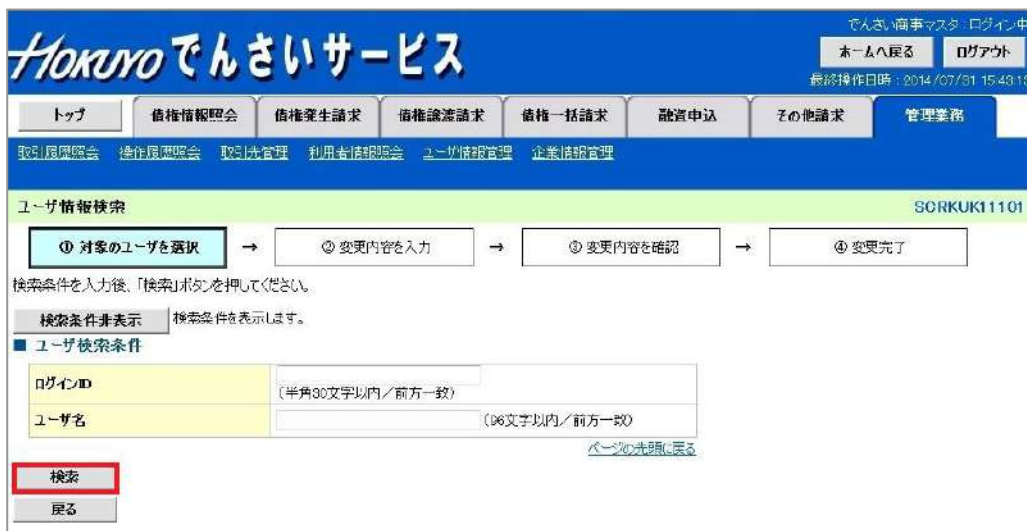 でんさい商事マスタ:ログイン中
HOKUYOでんさいサービス
ホームへ戻る ログアウト
最終操作日時:2014/07/31 15:43:18
トップ 債権情報照会 債権発生請求 債権譲渡請求 債権一括請求 融資申込 その他請求 管理業務
取引履歴照会 操作履歴照会 取引先管理 利用者情報照会 ユーザ情報管理 企業情報管理
ユーザ情報検索 SCRKUK11101
① 対象のユーザを選択 → ② 変更内容を入力 → ③ 変更内容を確認 → ④ 変更完了
検索条件を入力後、「検索」ボタンを押してください。
検索条件非表示 検索条件を表示します。
■ ユーザ検索条件
ログインID
(半角30文字以内/前方一致)
ユーザ名 (96文字以内/前方一致)
ページの先頭に戻る
検索
戻る